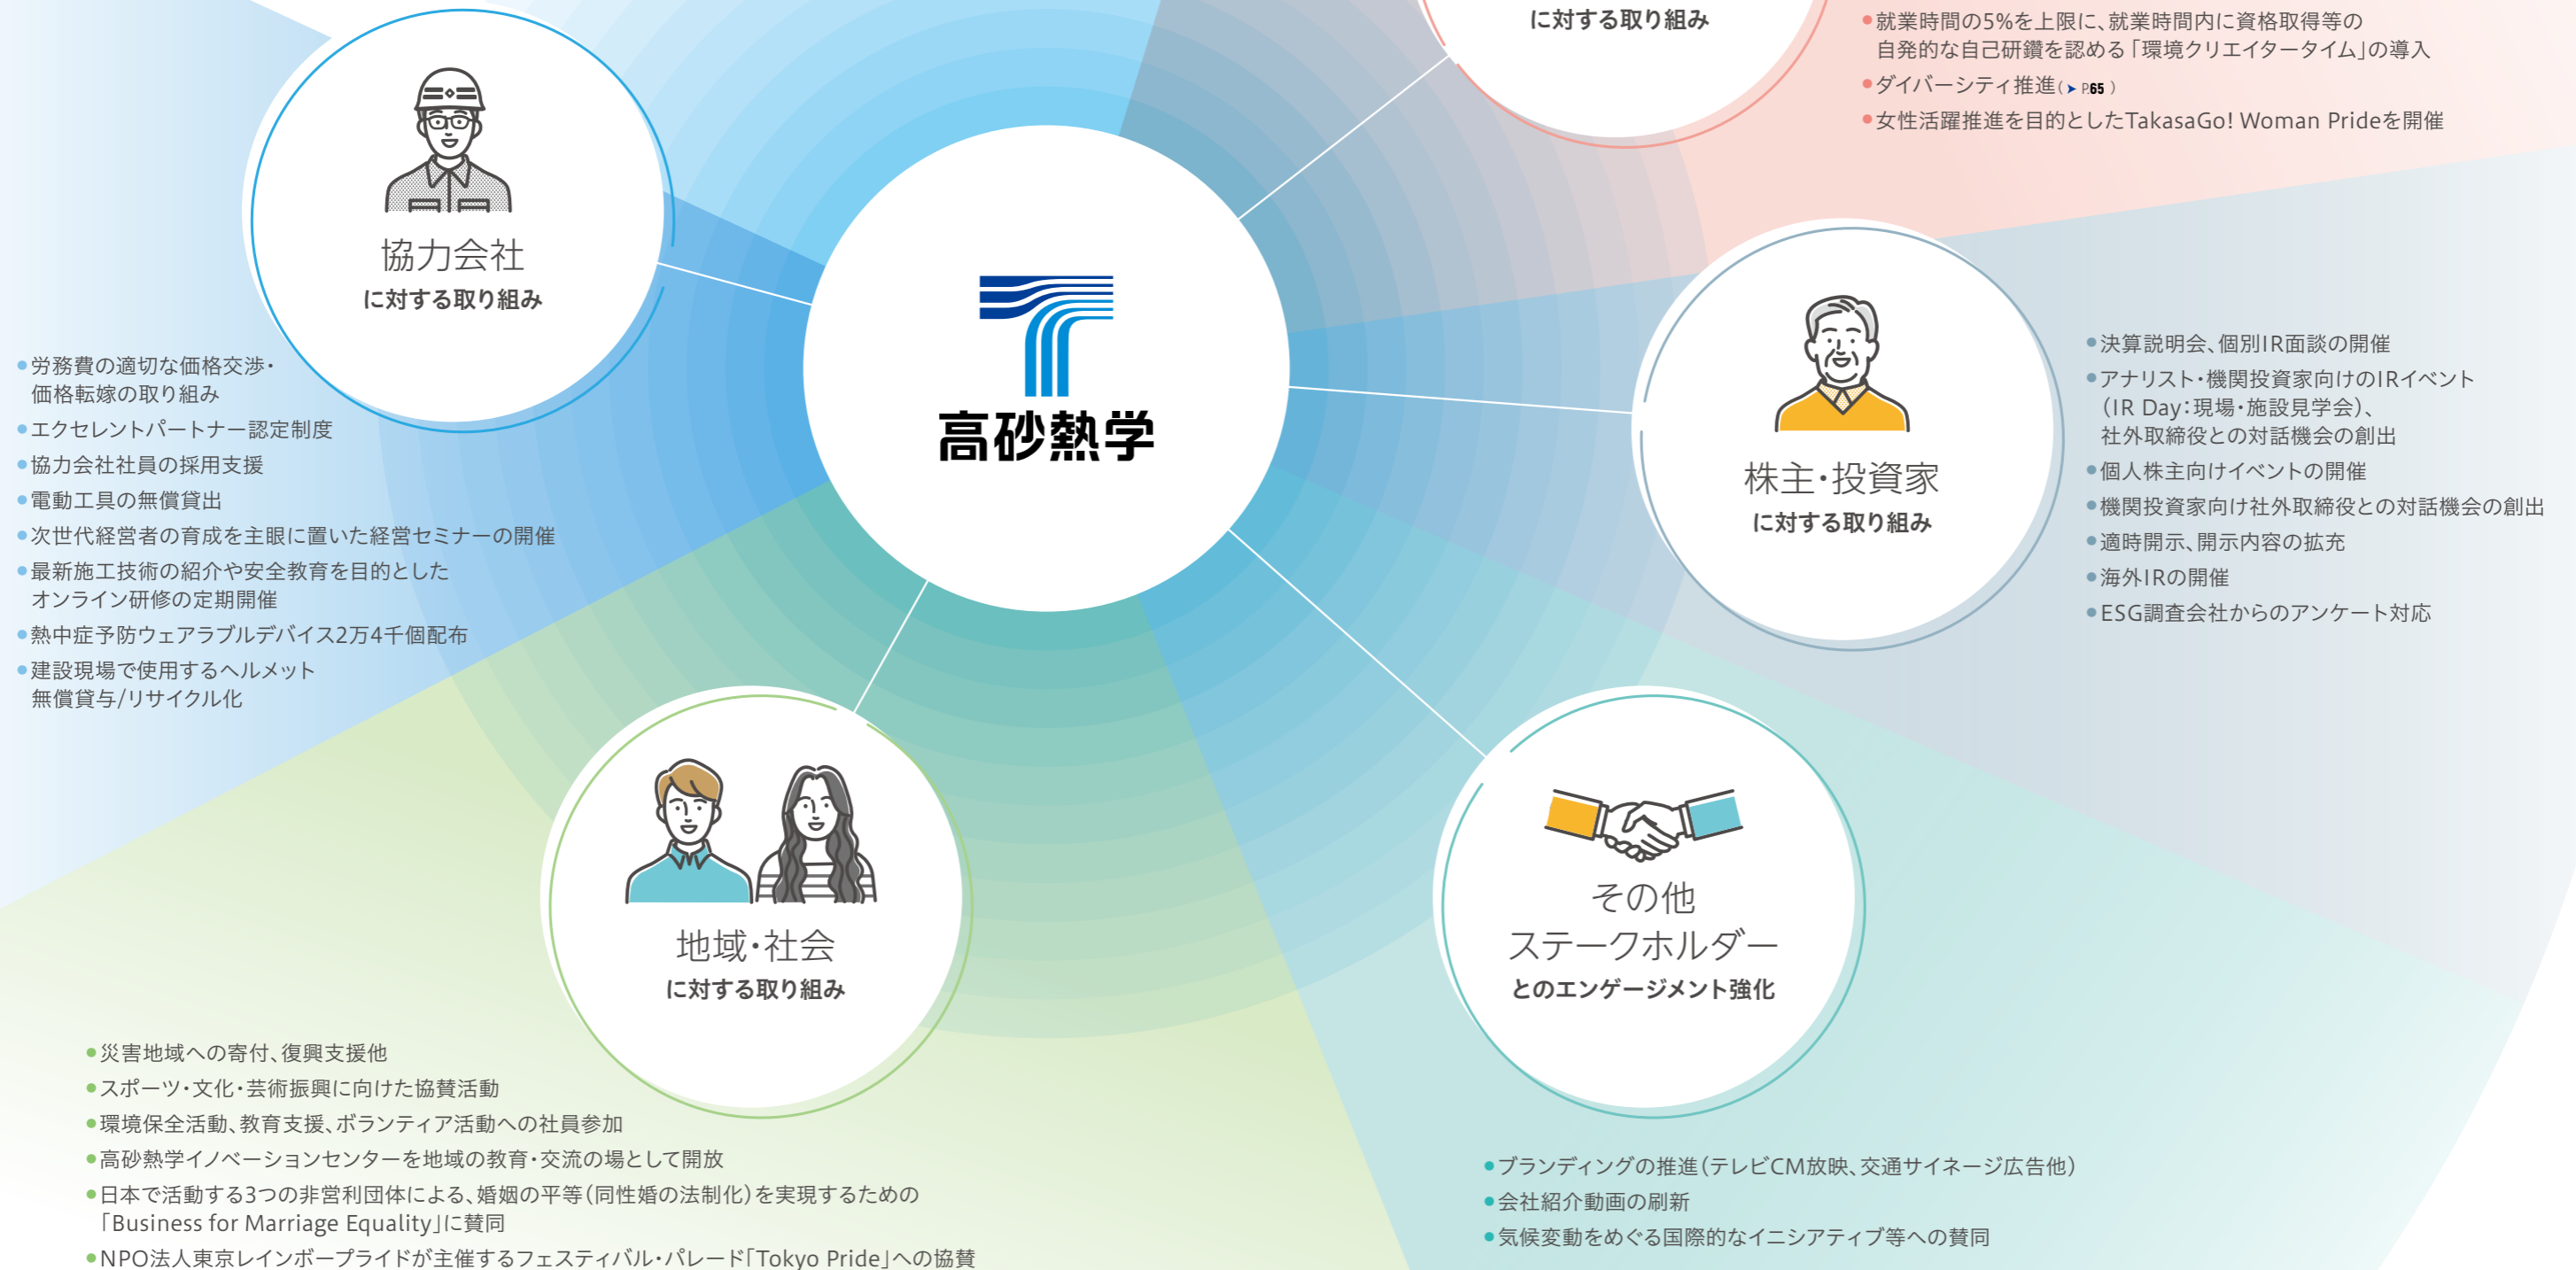 に対する取り組み
●就業時間の5%を上限に、就業時間内に資格取得等の
自発的な自己研鑽を認める「環境クリエイタータイム」の導入
●ダイバーシティ推進(➤ P.65 )
●女性活躍推進を目的としたTakasaGo! Woman Prideを開催
協力会社
に対する取り組み
●労務費の適切な価格交渉・
価格転嫁の取り組み
●エクセレントパートナー認定制度
●協力会社社員の採用支援
●電動工具の無償貸出
●次世代経営者の育成を主眼に置いた経営セミナーの開催
●最新施工技術の紹介や安全教育を目的とした
オンライン研修の定期開催
●熱中症予防ウェアラブルデバイス2万4千個配布
●建設現場で使用するヘルメット
無償貸与/リサイクル化
高砂熱学
株主・投資家
に対する取り組み
●決算説明会、個別IR面談の開催
●アナリスト・機関投資家向けのIRイベント
（IR Day：現場・施設見学会）、
社外取締役との対話機会の創出
●個人株主向けイベントの開催
●機関投資家向け社外取締役との対話機会の創出
●適時開示、開示内容の拡充
●海外IRの開催
●ESG調査会社からのアンケート対応
地域・社会
に対する取り組み
●災害地域への寄付、復興支援他
●スポーツ・文化・芸術振興に向けた協賛活動
●環境保全活動、教育支援、ボランティア活動への社員参加
●高砂熱学イノベーションセンターを地域の教育・交流の場として開放
●日本で活動する3つの非営利団体による、婚姻の平等（同性婚の法制化）を実現するための
「Business for Marriage Equality」に賛同
●NPO法人東京レインボープライドが主催するフェスティバル・パレード「Tokyo Pride」への協賛
その他
ステークホルダー
とのエンゲージメント強化
●ブランディングの推進（テレビCM放映、交通サイネージ広告他）
●会社紹介動画の刷新
●気候変動をめぐる国際的なイニシアティブ等への賛同